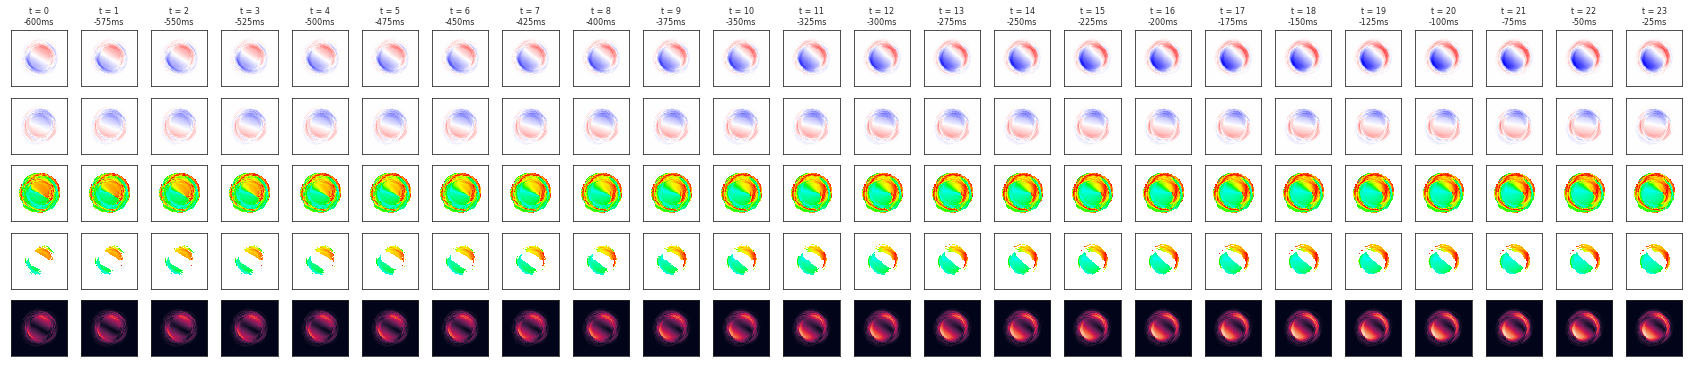 t = 0 t = 1 t = 2 t = 3 t = 4 t = 5 t = 6 t = 7 t = 8 t = 9 t = 10 t = 11 t = 12 t = 13 t = 14 t = 15 t = 16 t = 17 t = 18 t = 19 t = 20 t = 21 t = 22 t = 23
-600ms -575ms -550ms -525ms -500ms -475ms -450ms -425ms -400ms -375ms -350ms -325ms -300ms -275ms -250ms -225ms -200ms -175ms -150ms -125ms -100ms -75ms -50ms -25ms